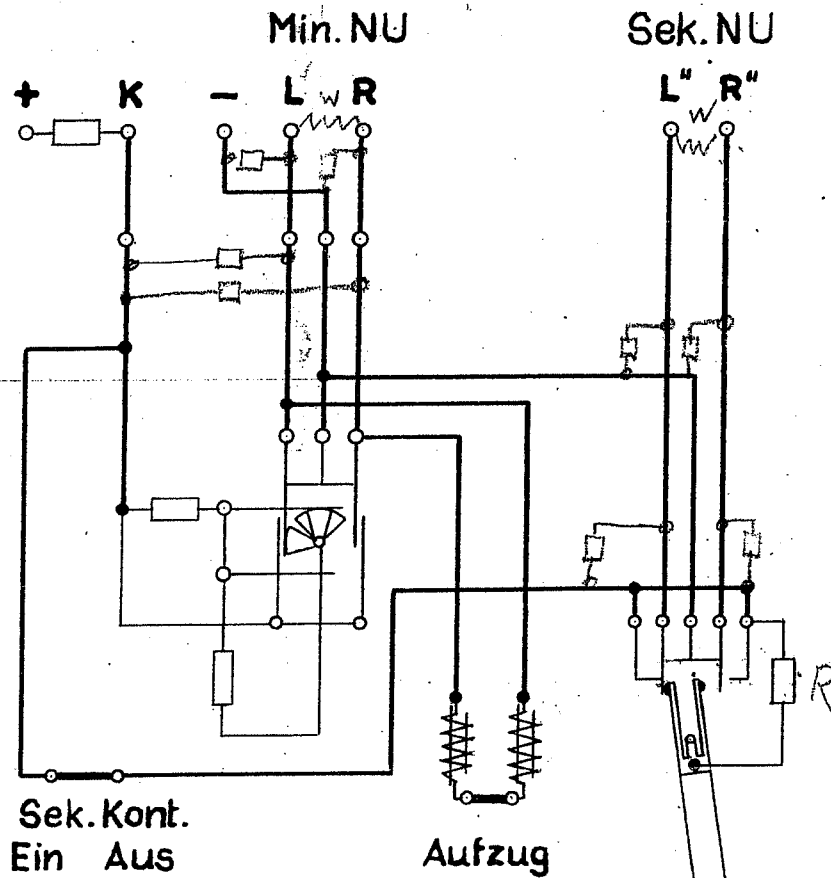 Min. NU Sek. NU
+ K − L R L" R"
W W
R
Sek. Kont.
Ein Aus Aufzug